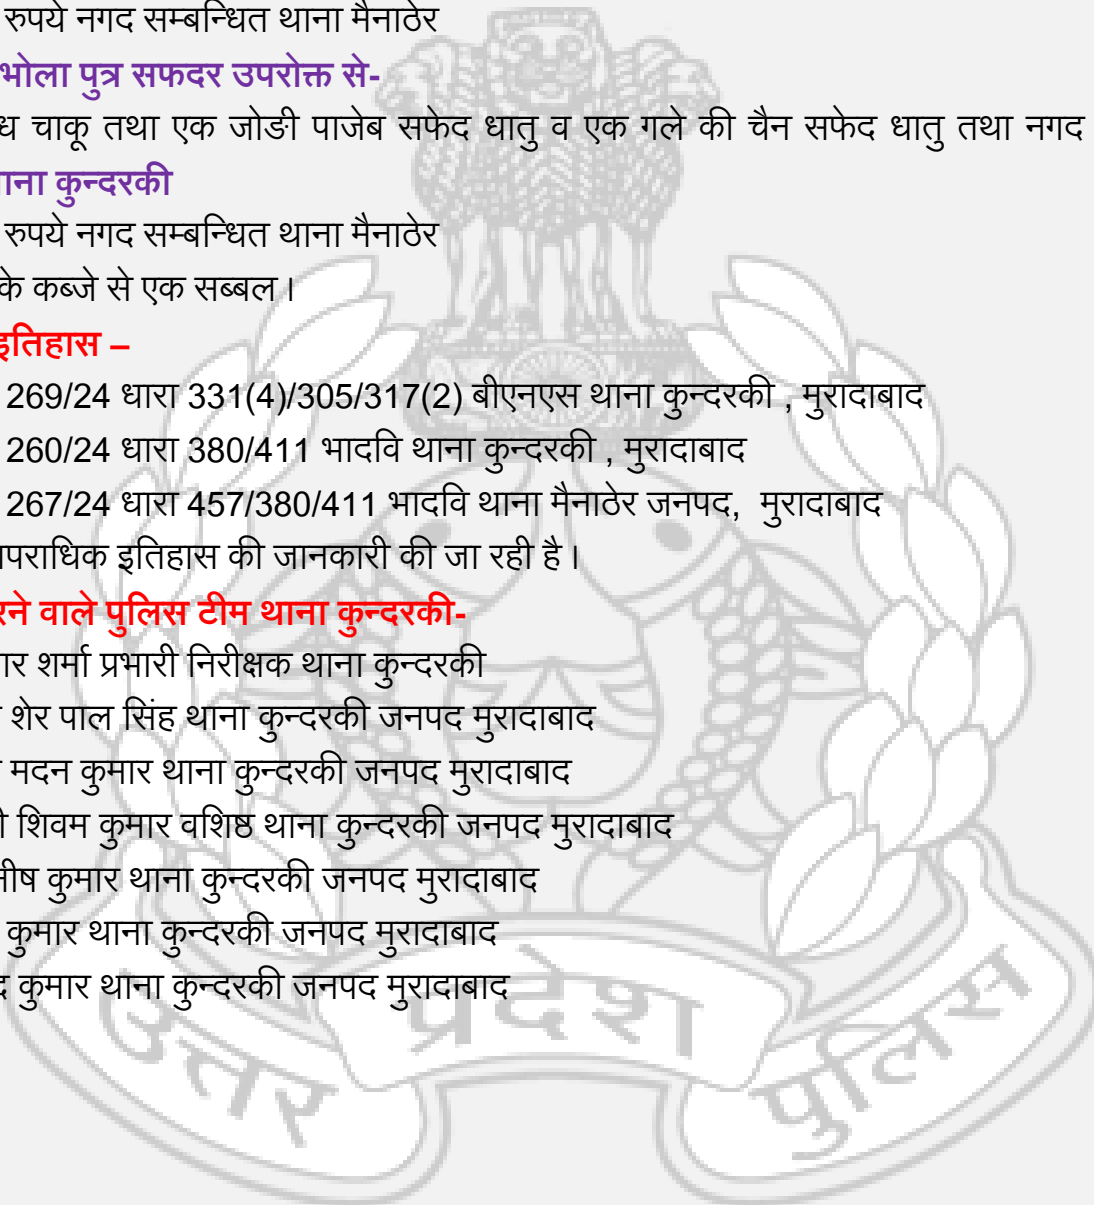 रुपये नगद सम्बन्धित थाना मैनाठेर
भोला पुत्र सफदर उपरोक्त से-
ध चाकू तथा एक जोडी पाजेब सफेद धातु व एक गले की चैन सफेद धातु तथा नगद
ाना कुन्दरकी
रुपये नगद सम्बन्धित थाना मैनाठेर
के कब्जे से एक सब्बल ।
इतिहास –
269/24 धारा 331(4)/305/317(2) बीएनएस थाना कुन्दरकी , मुरादाबाद
260/24 धारा 380/411 भादवि थाना कुन्दरकी , मुरादाबाद
267/24 धारा 457/380/411 भादवि थाना मैनाठेर जनपद, मुरादाबाद
पराधिक इतिहास की जानकारी की जा रही है ।
रने वाले पुलिस टीम थाना कुन्दरकी-
ार शर्मा प्रभारी निरीक्षक थाना कुन्दरकी
शेर पाल सिंह थाना कुन्दरकी जनपद मुरादाबाद
मदन कुमार थाना कुन्दरकी जनपद मुरादाबाद
शिवम कुमार वशिष्ठ थाना कुन्दरकी जनपद मुरादाबाद
नीष कुमार थाना कुन्दरकी जनपद मुरादाबाद
कुमार थाना कुन्दरकी जनपद मुरादाबाद
द कुमार थाना कुन्दरकी जनपद मुरादाबाद
उत्तर प्रदेश पुलिस